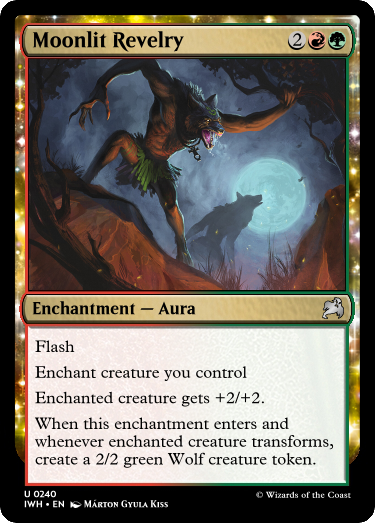 Moonlit Revelry 2
Enchantment — Aura
Flash
Enchant creature you control
Enchanted creature gets +2/+2.
When this enchantment enters and
whenever enchanted creature transforms,
create a 2/2 green Wolf creature token.
U 0240
IWH • EN Márton Gyula Kiss
© Wizards of the Coast